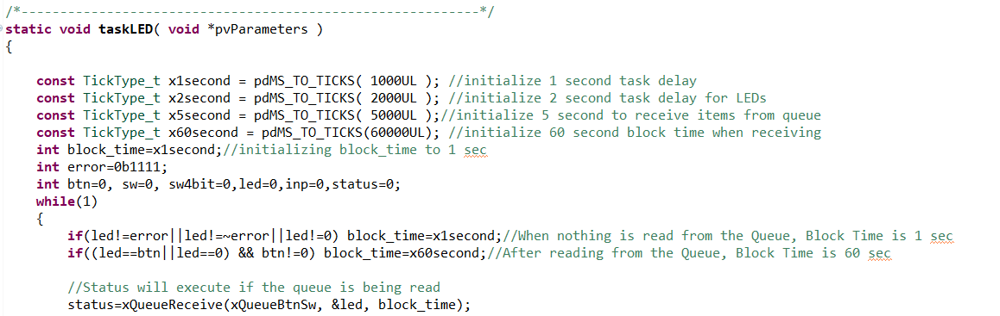 /*-----------------------------------------------------------*/
static void taskLED( void *pvParameters )
{
const TickType_t x1second = pdMS_TO_TICKS( 1000UL ); //initialize 1 second task delay
const TickType_t x2second = pdMS_TO_TICKS( 2000UL ); //initialize 2 second task delay for LEDs
const TickType_t x5second = pdMS_TO_TICKS( 5000UL );//initialize 5 second to receive items from queue
const TickType_t x60second = pdMS_TO_TICKS(60000UL); //initialize 60 second block time when receiving
int block_time=x1second;//initializing block_time to 1 sec
int error=0b1111;
int btn=0, sw=0, sw4bit=0,led=0,inp=0,status=0;
while(1)
{
if(led!=error||led!=~error||led!=0) block_time=x1second;//When nothing is read from the Queue, Block Time is 1 sec
if((led==btn||led==0) && btn!=0) block_time=x60second;//After reading from the Queue, Block Time is 60 sec
//Status will execute if the queue is being read
status=xQueueReceive(xQueueBtnSw, &led, block_time);